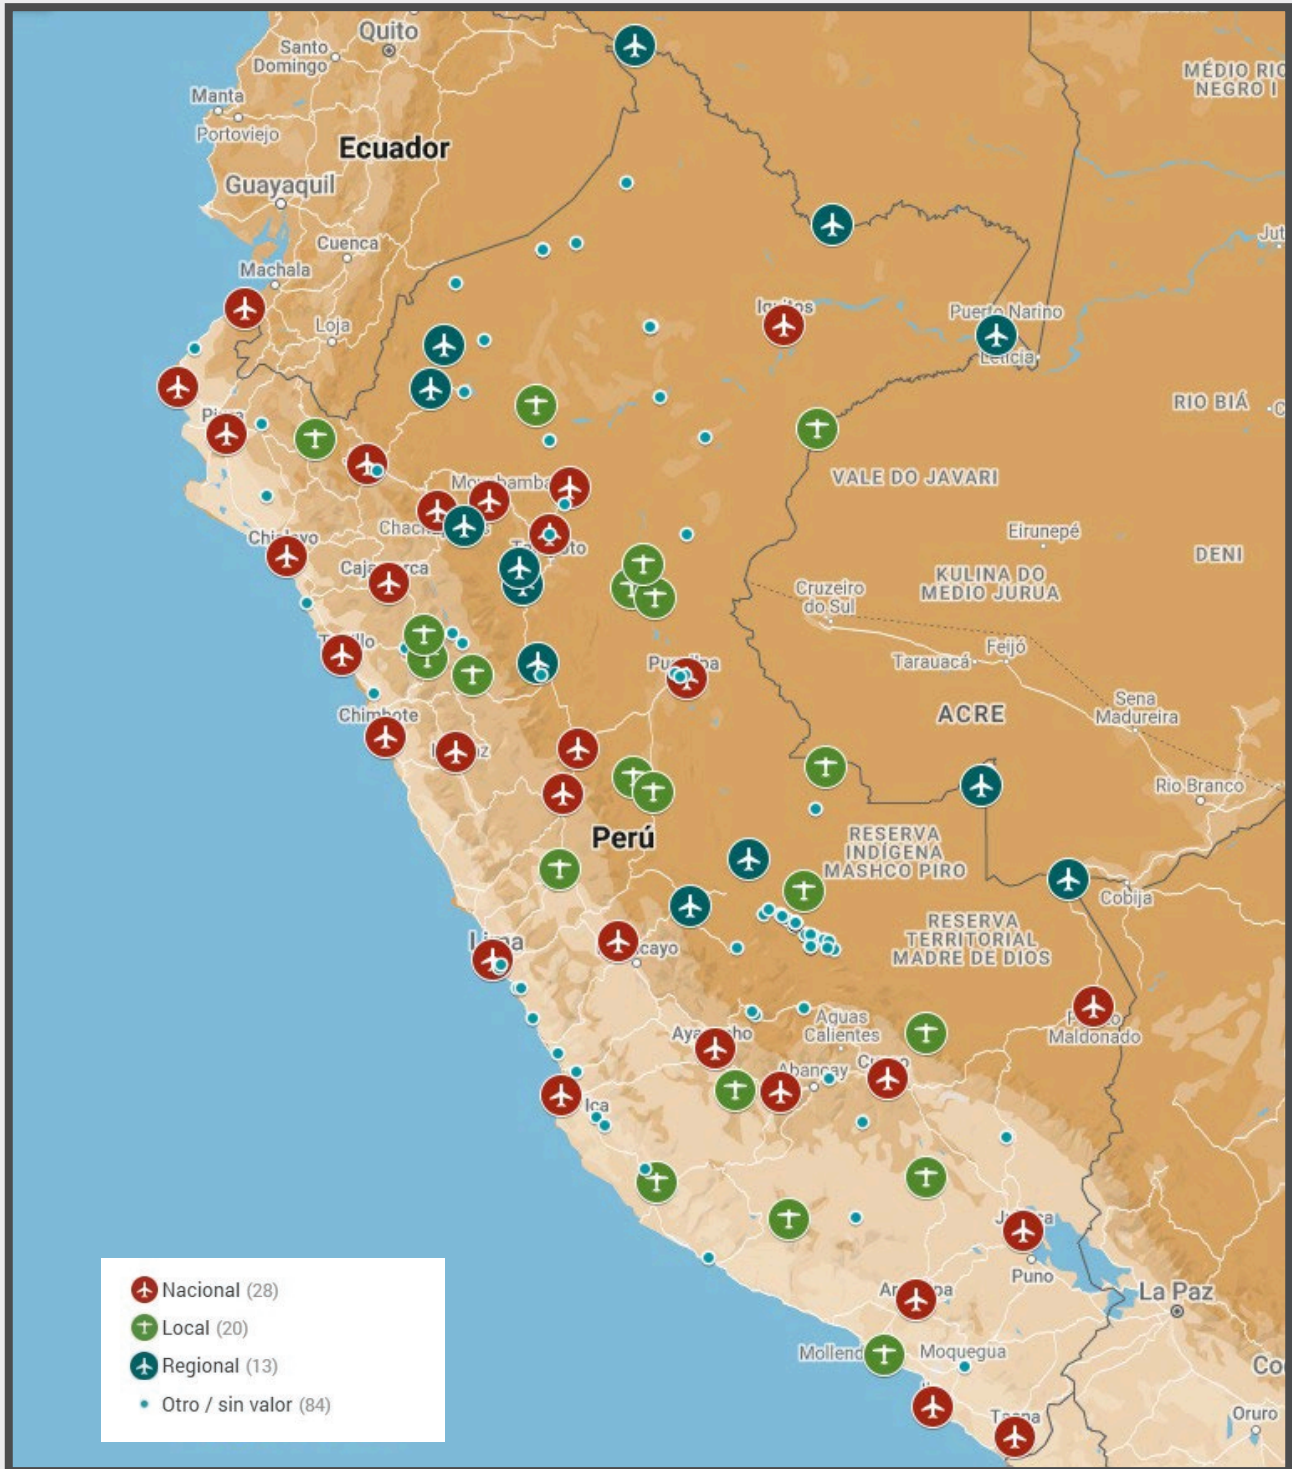 Quito
Santo
Domingo
Manta
Portoviejo
Ecuador
Guayaquil
Cuenca
Machala
Loja
MÉDIO RIO
NEGRO I
Jut
Puerto Narino
Leticia
RIO BIÁ
VALE DO JAVARI
Eirunepé
DENI
KULINA DO
MEDIO JURUA
Cruzeiro
do Sul
Feijó
Tarauacá
Sena
Madureira
ACRE
Chimbote
Rio Branco
Perú
RESERVA
INDÍGENA
MASHCO PIRO
Cobija
RESERVA
TERRITORIAL
MADRE DE DIOS
Lima
Aguas
Calientes
Maldonado
Abancay
Ica
Puno
La Paz
Moquegua
Oruro
Nacional (28)
Local (20)
Regional (13)
Otro / sin valor (84)